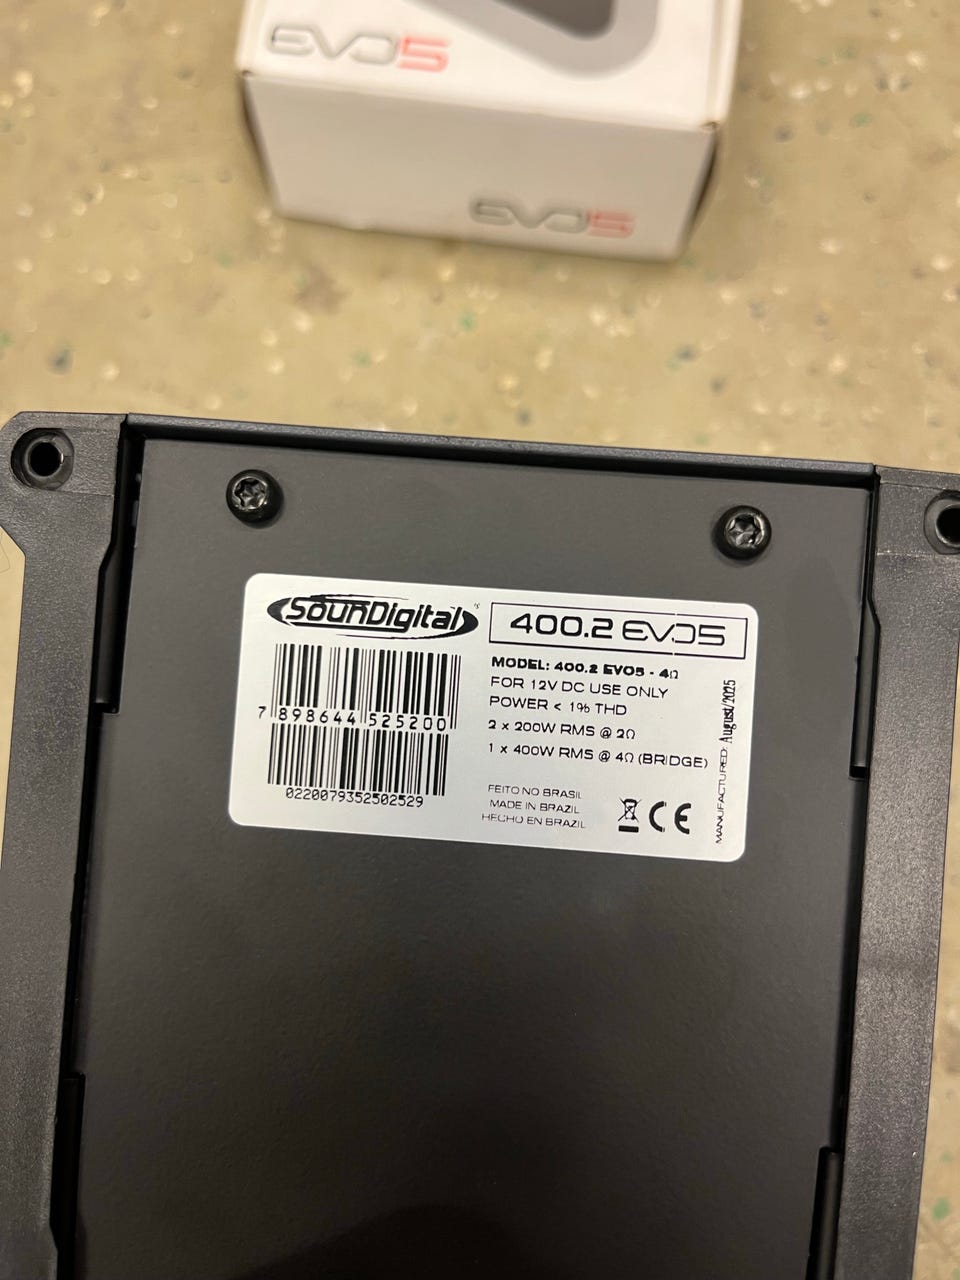 EVO5
EVO5
SounDigital
400.2 EVO5
MODEL: 400.2 EVO5 - 4Ω
FOR 12V DC USE ONLY
POWER < 1% THD
2 x 200W RMS @ 2Ω
1 x 400W RMS @ 4Ω (BRIDGE)
7 898644 525200
0220079352502529
FEITO NO BRASIL
MADE IN BRAZIL
HECHO EN BRAZIL
CE
MANUFACTURED: August/2025